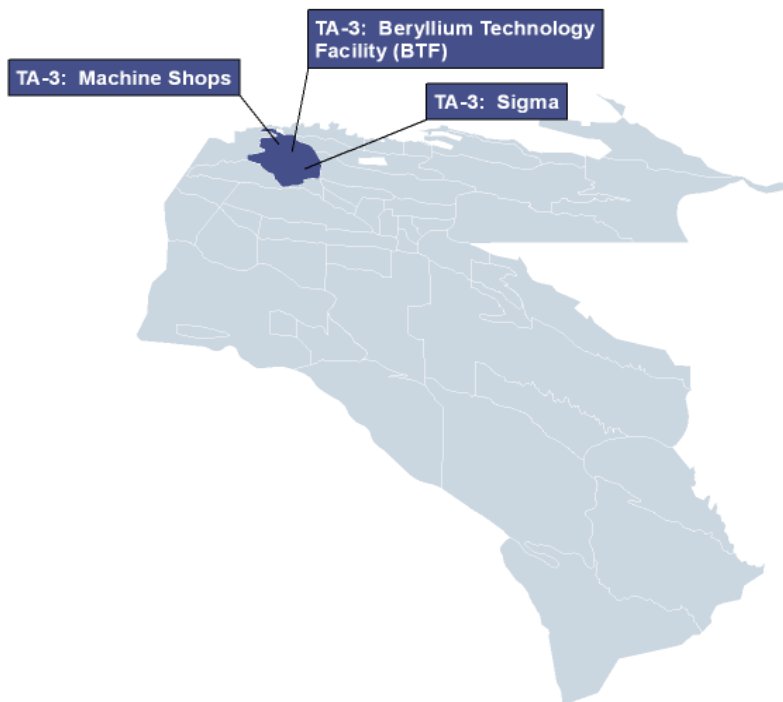 TA-3: Beryllium Technology
Facility (BTF)
TA-3: Machine Shops
TA-3: Sigma